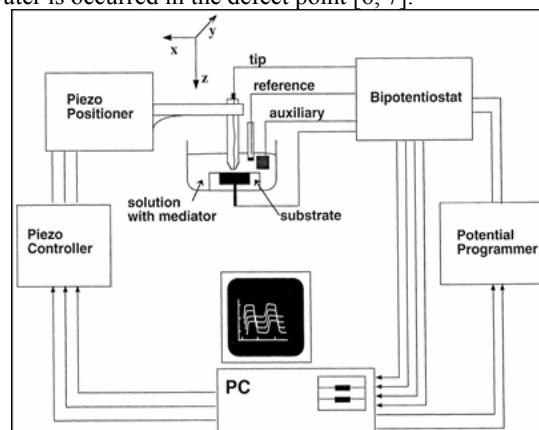 ater is occurred in the defect point [6, 7].
y
x
z
tip
Piezo
Positioner
reference
auxiliary
Bipotentiostat
solution
with mediator
substrate
Piezo
Controller
Potential
Programmer
PC